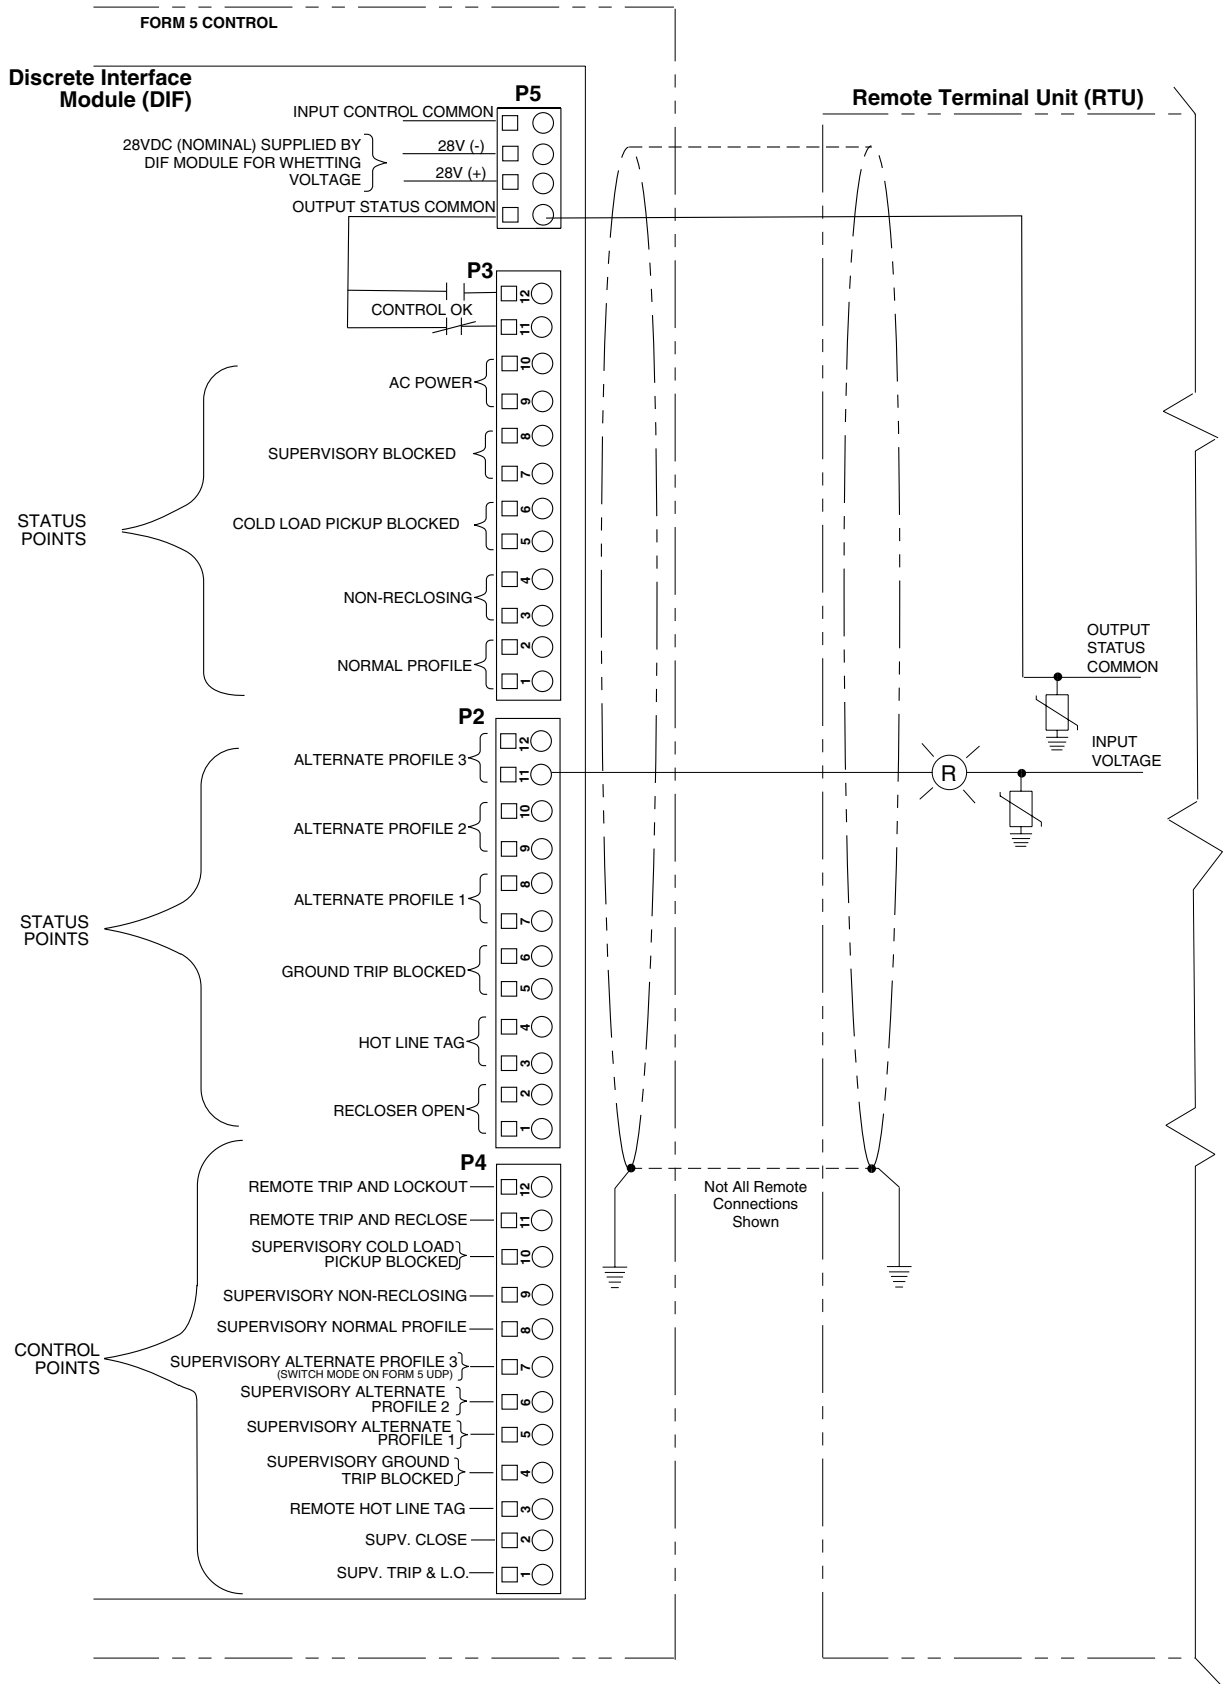 FORM 5 CONTROL
Discrete Interface
Module (DIF)
P5
INPUT CONTROL COMMON
28VDC (NOMINAL) SUPPLIED BY
DIF MODULE FOR WHETTING
VOLTAGE
28V (-)
28V (+)
OUTPUT STATUS COMMON
Remote Terminal Unit (RTU)
P3
12
CONTROL OK
11
10
AC POWER
9
8
SUPERVISORY BLOCKED
7
6
COLD LOAD PICKUP BLOCKED
5
4
NON-RECLOSING
3
2
NORMAL PROFILE
1
STATUS
POINTS
OUTPUT
STATUS
COMMON
INPUT
VOLTAGE
R
P2
12
ALTERNATE PROFILE 3
11
10
ALTERNATE PROFILE 2
9
8
ALTERNATE PROFILE 1
7
6
GROUND TRIP BLOCKED
5
4
HOT LINE TAG
3
2
RECLOSER OPEN
1
STATUS
POINTS
P4
REMOTE TRIP AND LOCKOUT
12
REMOTE TRIP AND RECLOSE
11
SUPERVISORY COLD LOAD
PICKUP BLOCKED
10
SUPERVISORY NON-RECLOSING
9
SUPERVISORY NORMAL PROFILE
8
SUPERVISORY ALTERNATE PROFILE 3
(SWITCH MODE ON FORM 5 UDP)
7
SUPERVISORY ALTERNATE
PROFILE 2
6
SUPERVISORY ALTERNATE
PROFILE 1
5
SUPERVISORY GROUND
TRIP BLOCKED
4
REMOTE HOT LINE TAG
3
SUPV. CLOSE
2
SUPV. TRIP & L.O.
1
CONTROL
POINTS
Not All Remote
Connections
Shown